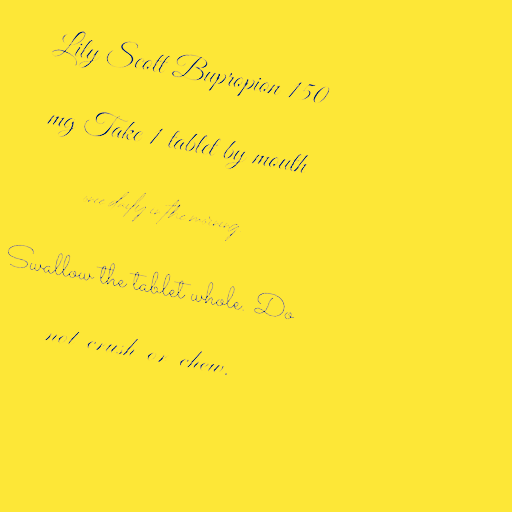 Lily Scott Bupropion 150
mg Take 1 tablet by mouth
one daily in the morning
Swallow the tablet whole. Do
not crush or chew.